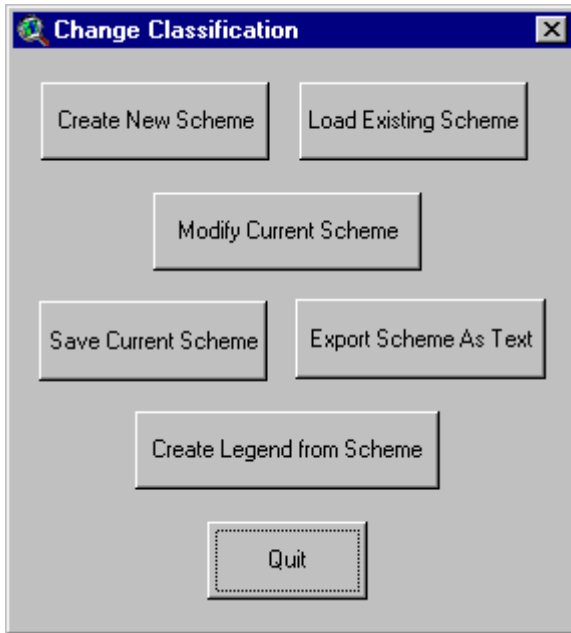 Change Classification
Create New Scheme
Load Existing Scheme
Modify Current Scheme
Save Current Scheme
Export Scheme As Text
Create Legend from Scheme
Quit